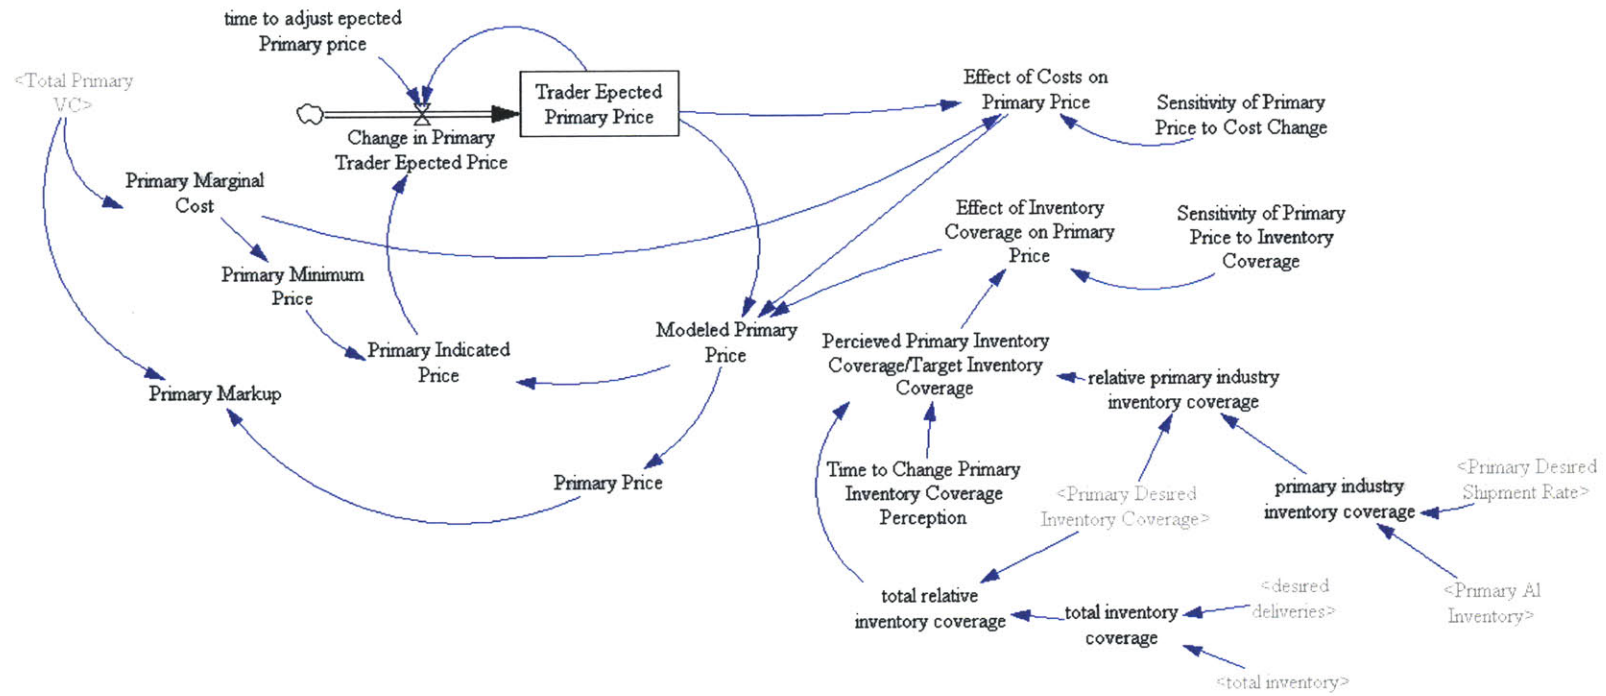 time to adjust epected
Primary price
<Total Primary
VC>
Trader Epected
Primary Price
Change in Primary
Trader Epected Price
Effect of Costs on
Primary Price
Sensitivity of Primary
Price to Cost Change
Primary Marginal
Cost
Effect of Inventory
Coverage on Primary
Price
Sensitivity of Primary
Price to Inventory
Coverage
Primary Minimum
Price
Primary Indicated
Price
Modeled Primary
Price
Percieved Primary Inventory
Coverage/Target Inventory
Coverage
relative primary industry
inventory coverage
Primary Markup
Primary Price
Time to Change Primary
Inventory Coverage
Perception
<Primary Desired
Inventory Coverage>
primary industry
inventory coverage
<Primary Desired
Shipment Rate>
total relative
inventory coverage
total inventory
coverage
<desired
deliveries>
<Primary Al
Inventory>
<total inventory>